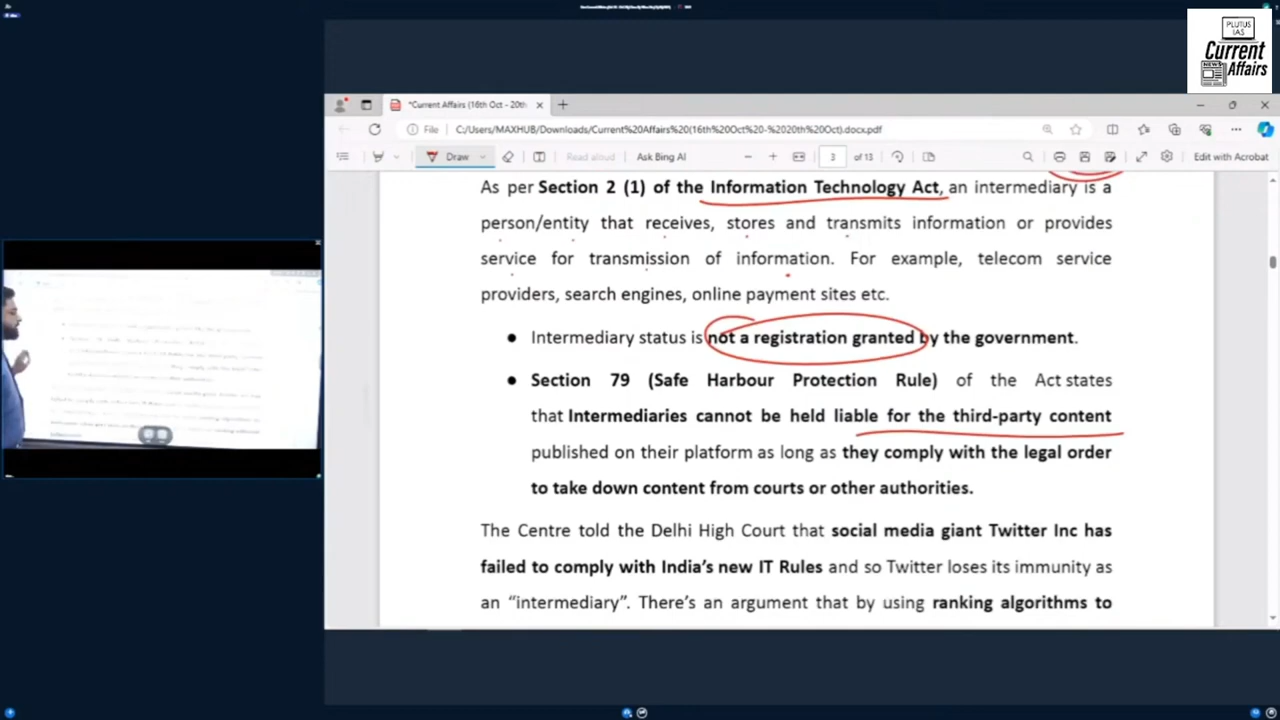 PLUTUS
IAS
Current
NEWS
Affairs
*Current Affairs (16th Oct - 20th
File C:/Users/MAXHUB/Downloads/Current%20Affairs%20(16th%20Oct%20-%2020th%20Oct).docx.pdf
Draw Read aloud Ask Bing AI 3 of 13 Edit with Acrobat
As per Section 2 (1) of the Information Technology Act, an intermediary is a
person/entity that receives, stores and transmits information or provides
service for transmission of information. For example, telecom service
providers, search engines, online payment sites etc.
● Intermediary status is not a registration granted by the government.
● Section 79 (Safe Harbour Protection Rule) of the Act states
that Intermediaries cannot be held liable for the third-party content
published on their platform as long as they comply with the legal order
to take down content from courts or other authorities.
The Centre told the Delhi High Court that social media giant Twitter Inc has
failed to comply with India's new IT Rules and so Twitter loses its immunity as
an “intermediary”. There's an argument that by using ranking algorithms to